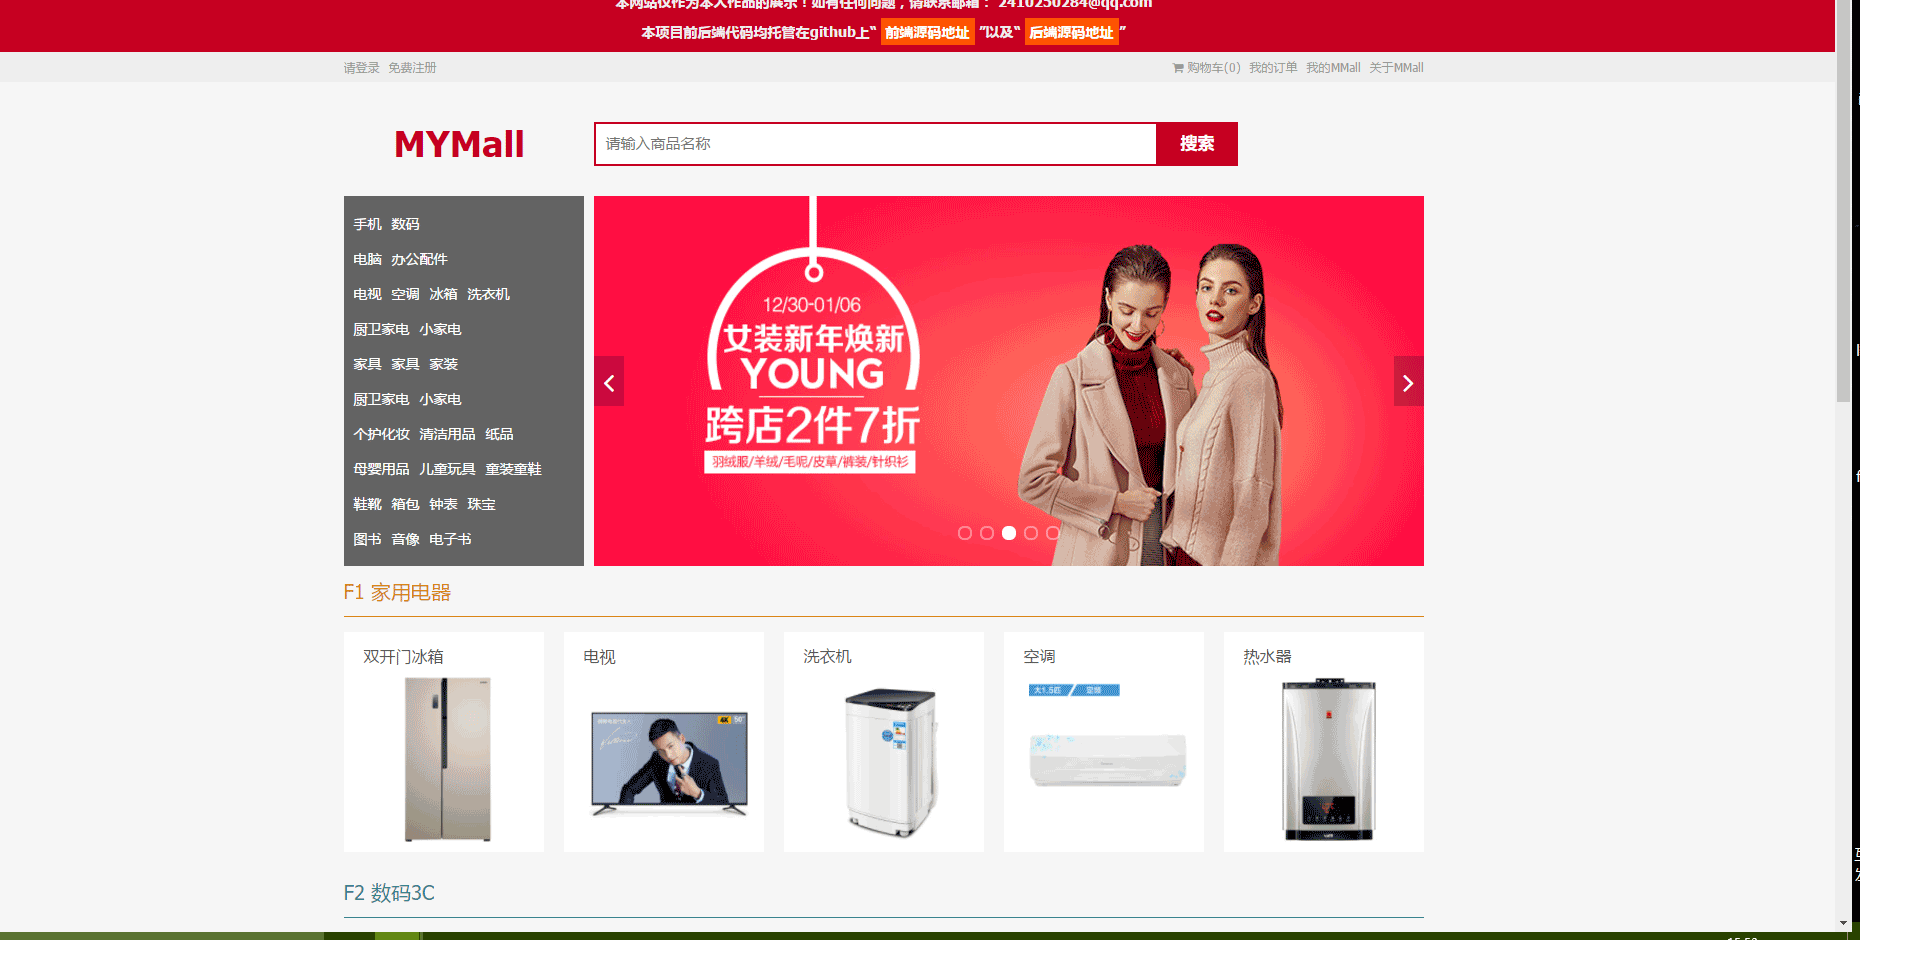 本网站仅作为本人作品的展示！如有任何问题，请联系邮箱： 2410250284@qq.com
本项目前后端代码均托管在github上“ 前端源码地址 ”以及“ 后端源码地址 ”
请登录 免费注册
购物车(0) 我的订单 我的MMall 关于MMall
MYMall
请输入商品名称
搜索
手机 数码
电脑 办公配件
电视 空调 冰箱 洗衣机
厨卫家电 小家电
家具 家具 家装
厨卫家电 小家电
个护化妆 清洁用品 纸品
母婴用品 儿童玩具 童装童鞋
鞋靴 箱包 钟表 珠宝
图书 音像 电子书
12/30-01/06
女装新年焕新
YOUNG
跨店2件7折
羽绒服/羊绒/毛呢/皮草/裤装/针织衫
F1 家用电器
双开门冰箱
电视
4K 50"
洗衣机
空调
大1.5匹 定频
热水器
F2 数码3C